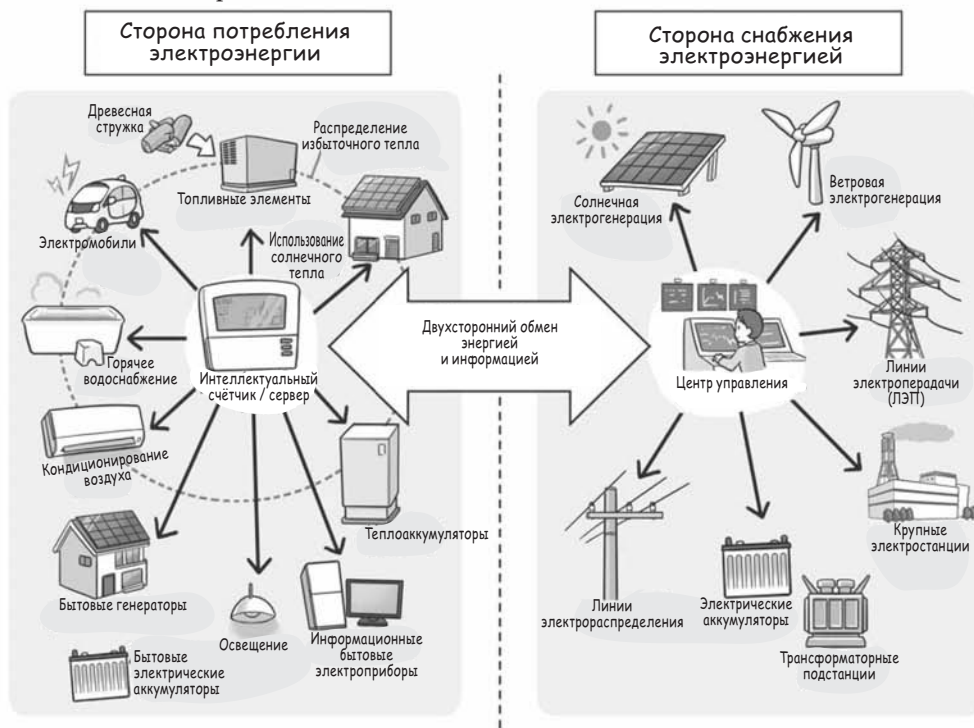 Сторона потребления
электроэнергии
Сторона снабжения
электроэнергией
Древесная
стружка
Распределение
избыточного тепла
Топливные элементы
Электромобили
Использование
солнечного
тепла
Горячее
водоснабжение
Интеллектуальный
счётчик / сервер
Кондиционирование
воздуха
Теплоаккумуляторы
Бытовые генераторы
Освещение
Информационные
бытовые
электроприборы
Бытовые
электрические
аккумуляторы
Двухсторонний обмен
энергией
и информацией
Солнечная
электрогенерация
Ветровая
электрогенерация
Центр управления
Линии
электроперадачи
(ЛЭП)
Крупные
электростанции
Линии
электрораспределения
Электрические
аккумуляторы
Трансформаторные
подстанции